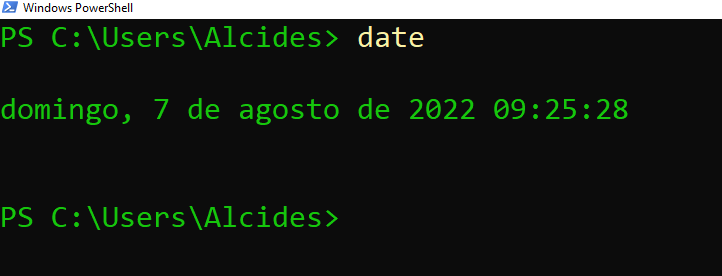 Windows PowerShell
PS C:\Users\Alcides> date
domingo, 7 de agosto de 2022 09:25:28
PS C:\Users\Alcides>